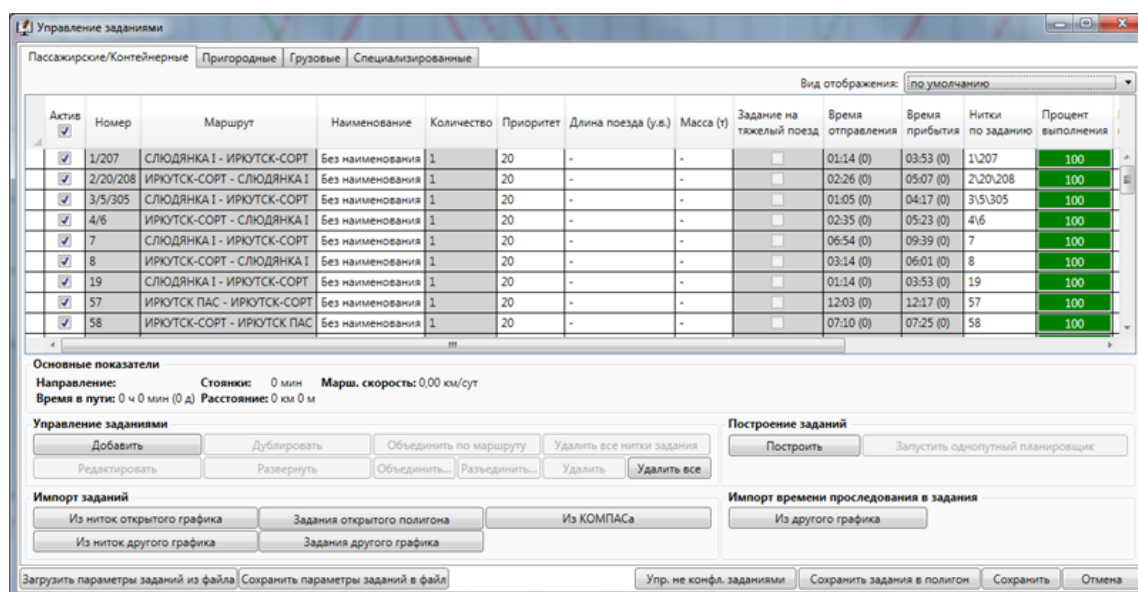 Управление заданиями
Пассажирские/Контейнерные Пригородные Грузовые Специализированные
Вид отображения: по умолчанию
Актив Номер Маршрут Наименование Количество Приоритет Длина поезда (у.в.) Масса (т) Задание на тяжелый поезд Время отправления Время прибытия Нитки по заданию Процент выполнения
1/207 СЛЮДЯНКА I - ИРКУТСК-СОРТ Без наименования 1 20 - - 01:14 (0) 03:53 (0) 1\207 100
2/20/208 ИРКУТСК-СОРТ - СЛЮДЯНКА I Без наименования 1 20 - - 02:26 (0) 05:07 (0) 2\20\208 100
3/5/305 СЛЮДЯНКА I - ИРКУТСК-СОРТ Без наименования 1 20 - - 01:05 (0) 04:17 (0) 3\5\305 100
4/6 ИРКУТСК-СОРТ - СЛЮДЯНКА I Без наименования 1 20 - - 02:35 (0) 05:23 (0) 4\6 100
7 СЛЮДЯНКА I - ИРКУТСК-СОРТ Без наименования 1 20 - - 06:54 (0) 09:39 (0) 7 100
8 ИРКУТСК-СОРТ - СЛЮДЯНКА I Без наименования 1 20 - - 03:14 (0) 06:01 (0) 8 100
19 СЛЮДЯНКА I - ИРКУТСК-СОРТ Без наименования 1 20 - - 01:14 (0) 03:53 (0) 19 100
57 ИРКУТСК ПАС - ИРКУТСК-СОРТ Без наименования 1 20 - - 12:03 (0) 12:17 (0) 57 100
58 ИРКУТСК-СОРТ - ИРКУТСК ПАС Без наименования 1 20 - - 07:10 (0) 07:25 (0) 58 100
Основные показатели
Направление: Стоянки: 0 мин Марш. скорость: 0,00 км/сут
Время в пути: 0 ч 0 мин (0 д) Расстояние: 0 км 0 м
Управление заданиями Построение заданий
Добавить Дублировать Объединить по маршруту Удалить все нитки задания Построить Запустить однопутный планировщик
Редактировать Развернуть Объединить... Разъединить... Удалить Удалить все
Импорт заданий Импорт времени проследования в задания
Из ниток открытого графика Задания открытого полигона Из КОМПАСа Из другого графика
Из ниток другого графика Задания другого графика
Загрузить параметры заданий из файла Сохранить параметры заданий в файл Упр. не конфл. заданиями Сохранить задания в полигон Сохранить Отмена